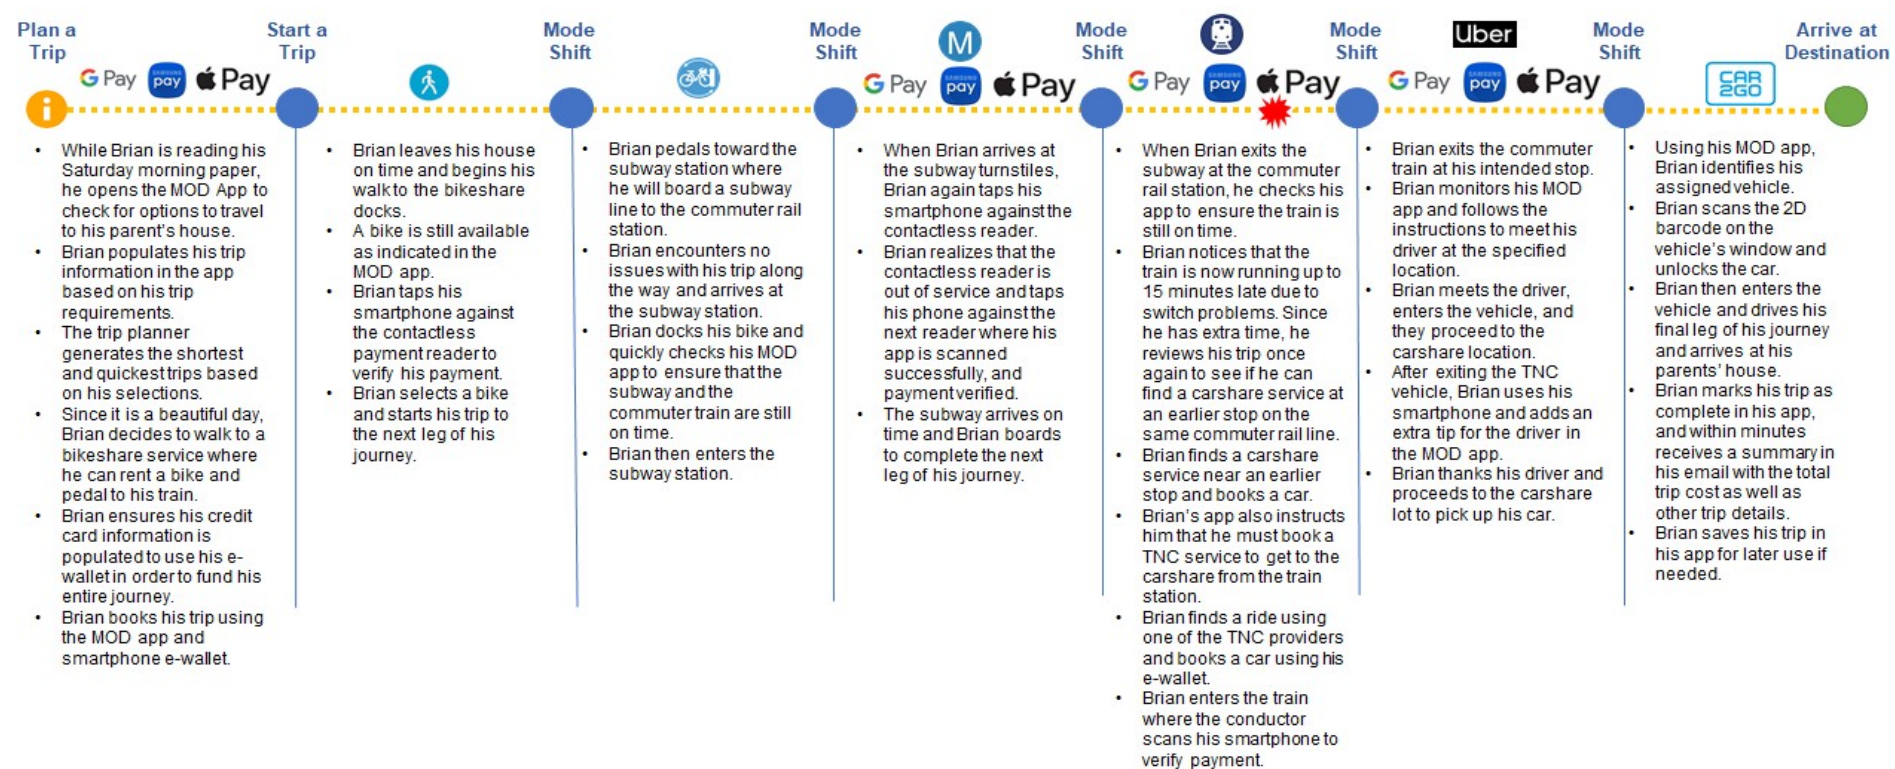 Plan a
Trip
Start a
Trip
Mode
Shift
Mode
Shift
Mode
Shift
Mode
Shift
Mode
Shift
Arrive at
Destination
G Pay
SAMSUNG
pay
Pay
M
G Pay
SAMSUNG
pay
Pay
G Pay
SAMSUNG
pay
Pay
Uber
G Pay
SAMSUNG
pay
Pay
CAR
2GO
i
• While Brian is reading his
Saturday morning paper,
he opens the MOD App to
check for options to travel
to his parent's house.
• Brian populates his trip
information in the app
based on his trip
requirements.
• The trip planner
generates the shortest
and quickest trips based
on his selections.
• Since it is a beautiful day,
Brian decides to walk to a
bikeshare service where
he can rent a bike and
pedal to his train.
• Brian ensures his credit
card information is
populated to use his e-
wallet in order to fund his
entire journey.
• Brian books his trip using
the MOD app and
smartphone e-wallet.
• Brian leaves his house
on time and begins his
walk to the bikeshare
docks.
• A bike is still available
as indicated in the
MOD app.
• Brian taps his
smartphone against
the contactless
payment reader to
verify his payment.
• Brian selects a bike
and starts his trip to
the next leg of his
journey.
• Brian pedals toward the
subway station where
he will board a subway
line to the commuter rail
station.
• Brian encounters no
issues with his trip along
the way and arrives at
the subway station.
• Brian docks his bike and
quickly checks his MOD
app to ensure that the
subway and the
commuter train are still
on time.
• Brian then enters the
subway station.
• When Brian arrives at
the subway turnstiles,
Brian again taps his
smartphone against the
contactless reader.
• Brian realizes that the
contactless reader is
out of service and taps
his phone against the
next reader where his
app is scanned
successfully, and
payment verified.
• The subway arrives on
time and Brian boards
to complete the next
leg of his journey.
• When Brian exits the
subway at the commuter
rail station, he checks his
app to ensure the train is
still on time.
• Brian notices that the
train is now running up to
15 minutes late due to
switch problems. Since
he has extra time, he
reviews his trip once
again to see if he can
find a carshare service at
an earlier stop on the
same commuter rail line.
• Brian finds a carshare
service near an earlier
stop and books a car.
• Brian's app also instructs
him that he must book a
TNC service to get to the
carshare from the train
station.
• Brian finds a ride using
one of the TNC providers
and books a car using his
e-wallet.
• Brian enters the train
where the conductor
scans his smartphone to
verify payment.
• Brian exits the commuter
train at his intended stop.
• Brian monitors his MOD
app and follows the
instructions to meet his
driver at the specified
location.
• Brian meets the driver,
enters the vehicle, and
they proceed to the
carshare location.
• After exiting the TNC
vehicle, Brian uses his
smartphone and adds an
extra tip for the driver in
the MOD app.
• Brian thanks his driver and
proceeds to the carshare
lot to pick up his car.
• Using his MOD app,
Brian identifies his
assigned vehicle.
• Brian scans the 2D
barcode on the
vehicle's window and
unlocks the car.
• Brian then enters the
vehicle and drives his
final leg of his journey
and arrives at his
parents' house.
• Brian marks his trip as
complete in his app,
and within minutes
receives a summary in
his email with the total
trip cost as well as
other trip details.
• Brian saves his trip in
his app for later use if
needed.